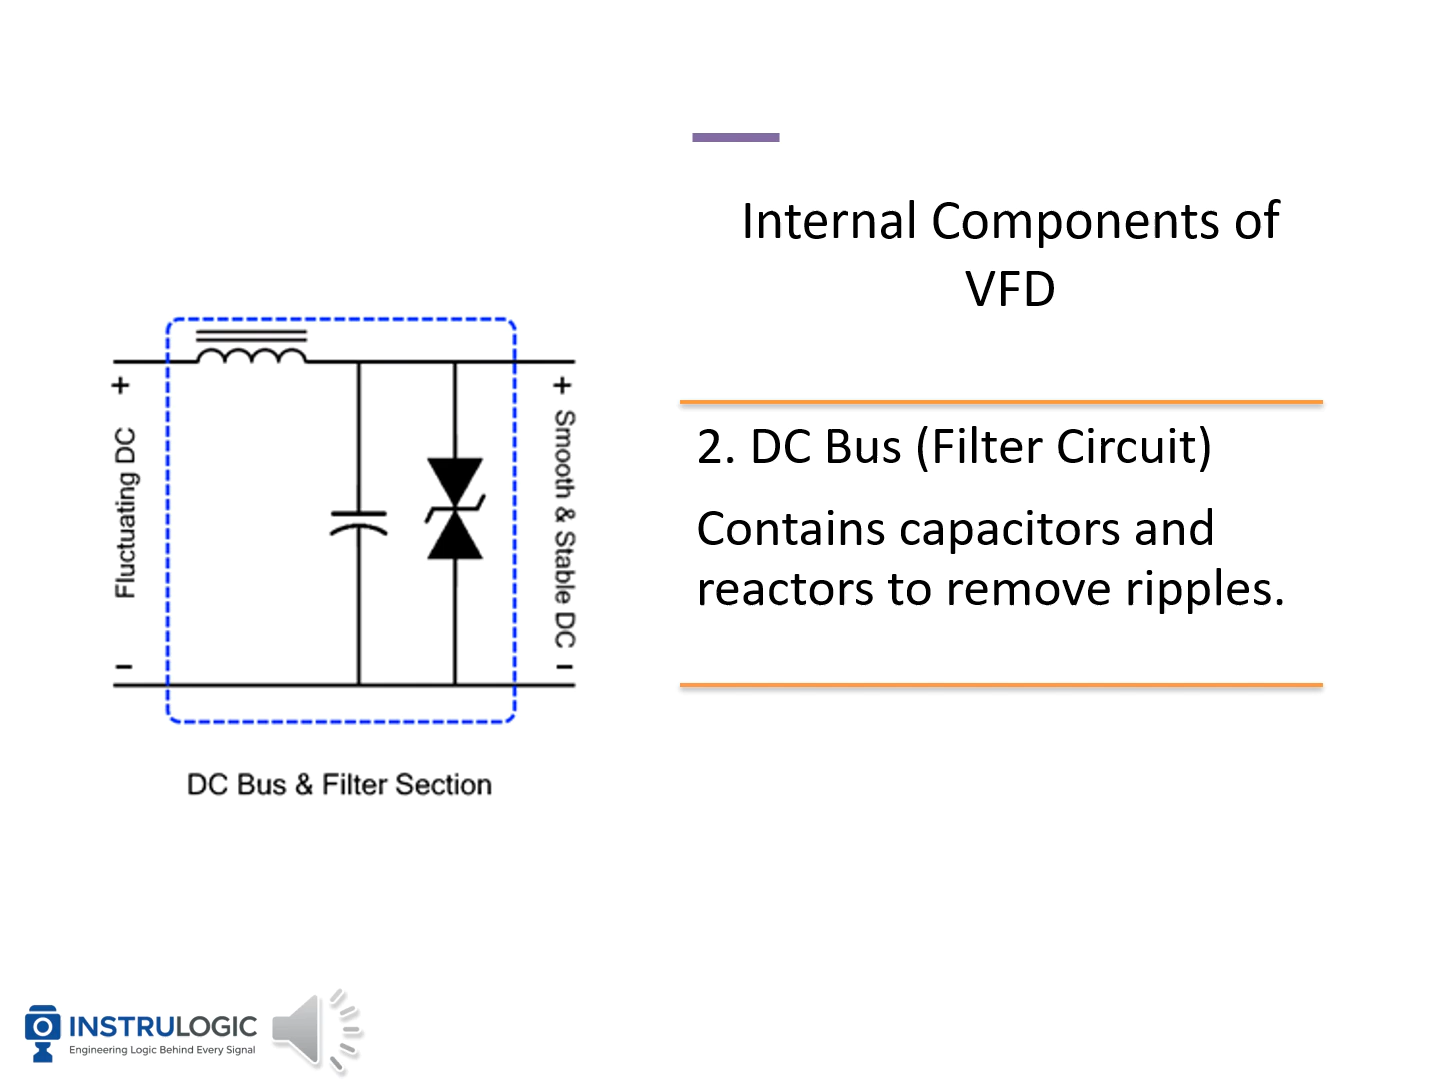 Internal Components of
VFD
2. DC Bus (Filter Circuit)
Contains capacitors and
reactors to remove ripples.
+
Fluctuating DC
−
+
Smooth & Stable DC
−
DC Bus & Filter Section
INSTRULOGIC
Engineering Logic Behind Every Signal